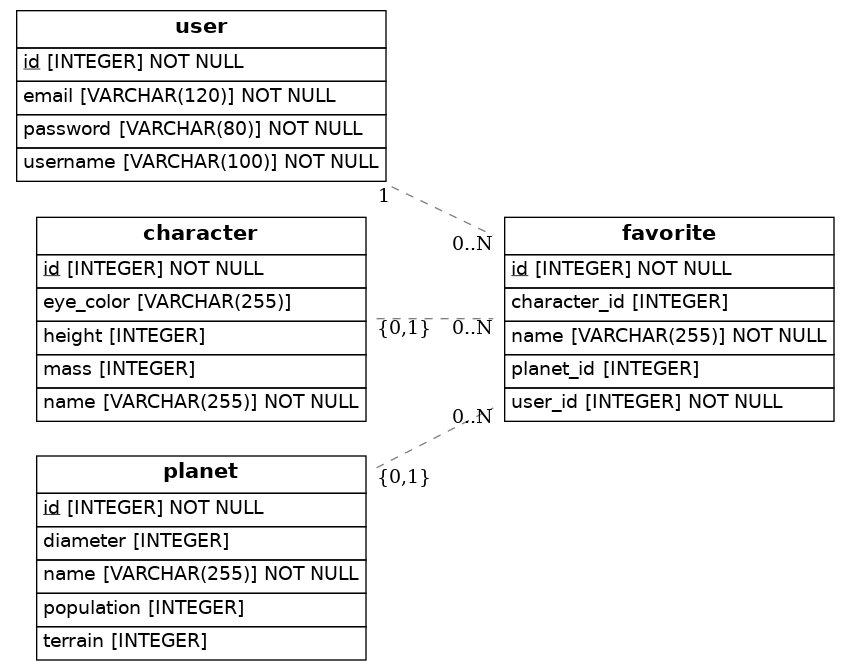 user
id [INTEGER] NOT NULL
email [VARCHAR(120)] NOT NULL
password [VARCHAR(80)] NOT NULL
username [VARCHAR(100)] NOT NULL
1
0..N
character
id [INTEGER] NOT NULL
eye_color [VARCHAR(255)]
height [INTEGER]
mass [INTEGER]
name [VARCHAR(255)] NOT NULL
{0,1}
0..N
favorite
id [INTEGER] NOT NULL
character_id [INTEGER]
name [VARCHAR(255)] NOT NULL
planet_id [INTEGER]
user_id [INTEGER] NOT NULL
0..N
{0,1}
planet
id [INTEGER] NOT NULL
diameter [INTEGER]
name [VARCHAR(255)] NOT NULL
population [INTEGER]
terrain [INTEGER]